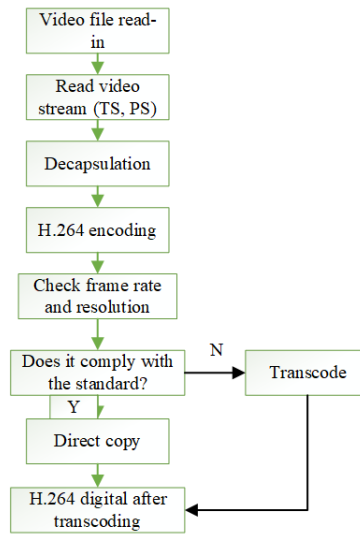 Video file read-
in
Read video
stream (TS, PS)
Decapsulation
H.264 encoding
Check frame rate
and resolution
Does it comply with
the standard?
N
Transcode
Y
Direct copy
H.264 digital after
transcoding